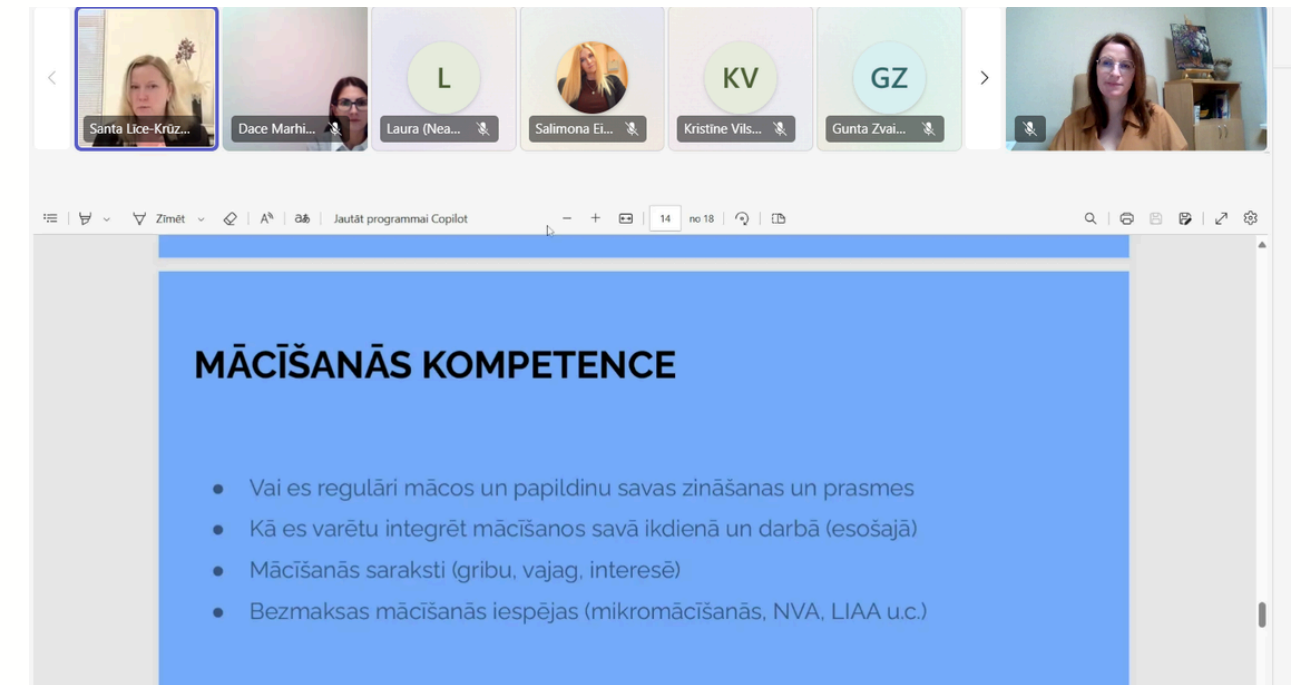 Santa Līce-Krūz...
Dace Marhi...
L
Laura (Nea...
Salimona Ei...
KV
Kristīne Vils...
GZ
Gunta Zvai...
Zīmēt
Jautāt programmai Copilot
14 no 18
MĀCĪŠANĀS KOMPETENCE
Vai es regulāri mācos un papildinu savas zināšanas un prasmes
Kā es varētu integrēt mācīšanos savā ikdienā un darbā (esošajā)
Mācīšanās saraksti (gribu, vajag, interesē)
Bezmaksas mācīšanās iespējas (mikromācīšanās, NVA, LIAA u.c.)